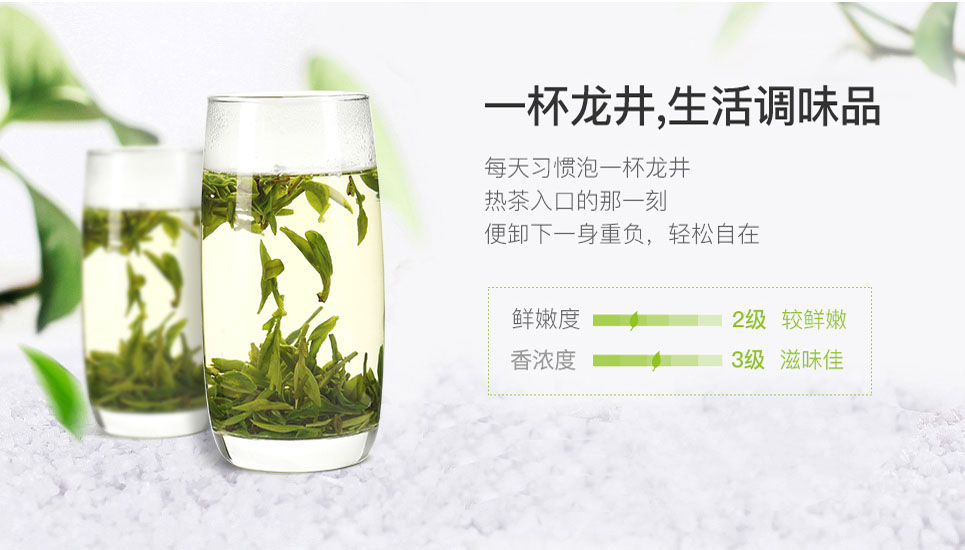 一杯龙井,生活调味品
每天习惯泡一杯龙井
热茶入口的那一刻
便卸下一身重负，轻松自在
鲜嫩度 2级 较鲜嫩
香浓度 3级 滋味佳